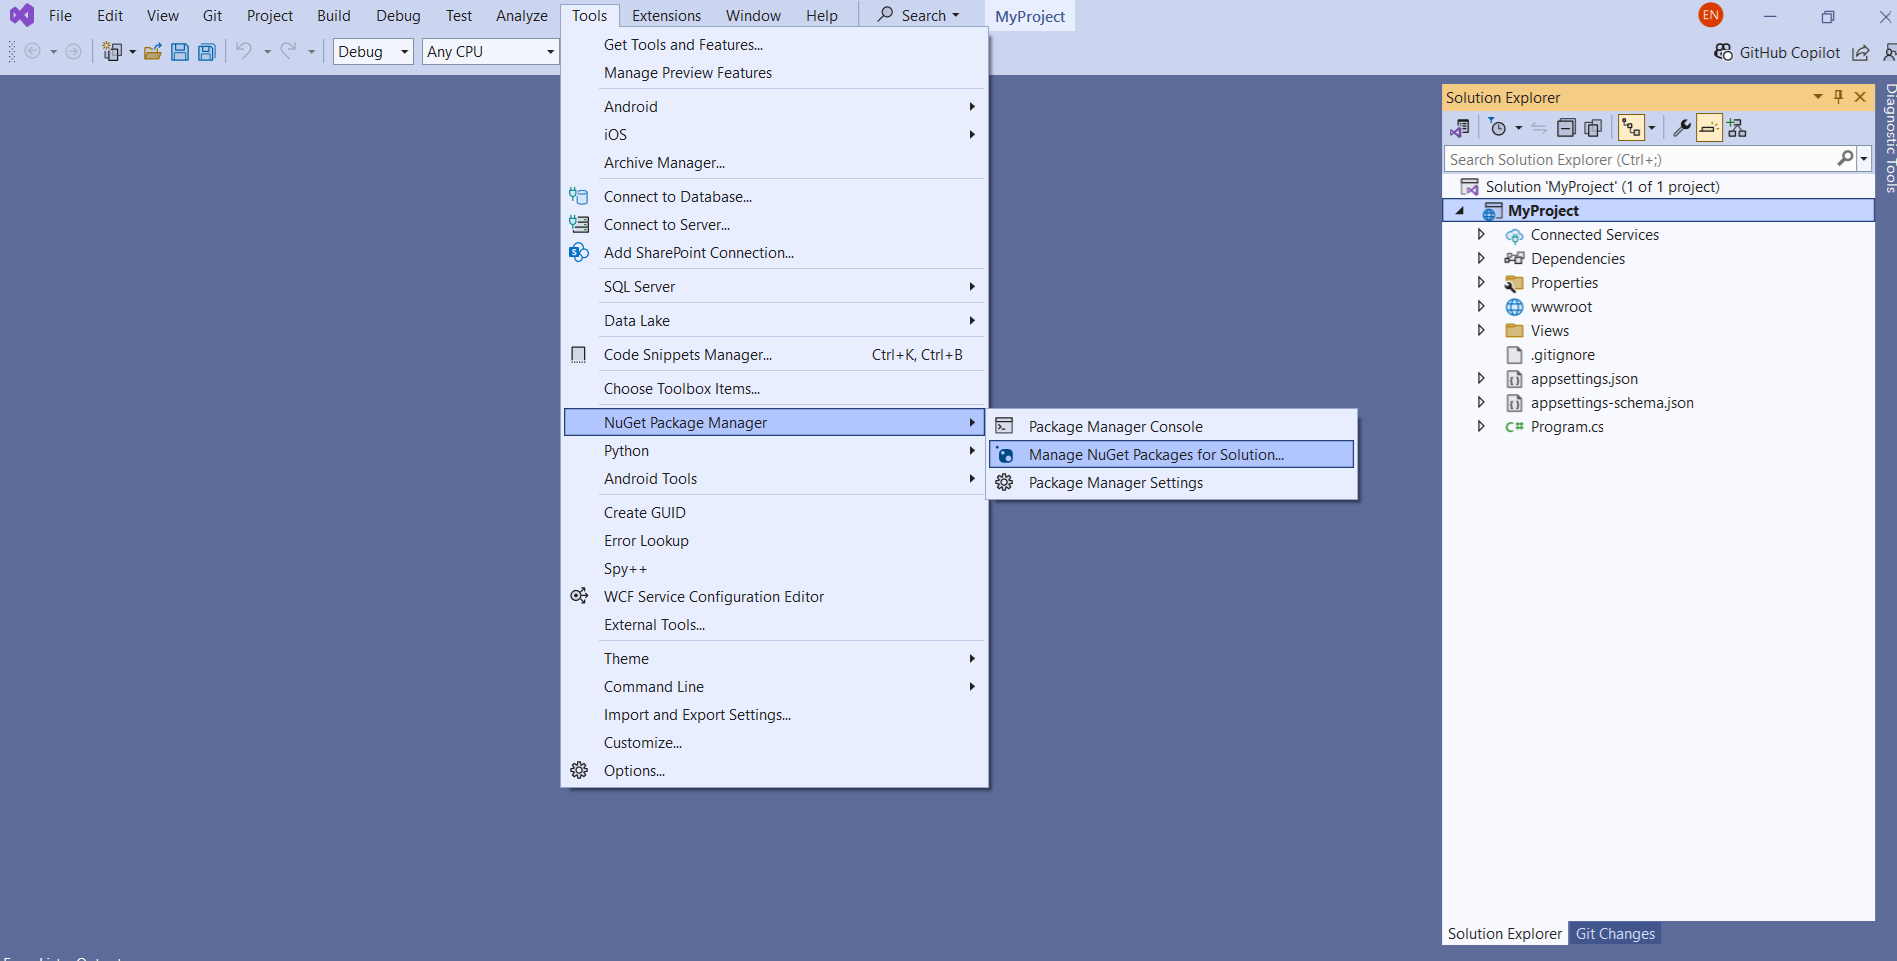 File Edit View Git Project Build Debug Test Analyze Tools Extensions Window Help Search MyProject EN
Debug Any CPU GitHub Copilot
Get Tools and Features...
Manage Preview Features
Android
iOS
Archive Manager...
Connect to Database...
Connect to Server...
Add SharePoint Connection...
SQL Server
Data Lake
Code Snippets Manager... Ctrl+K, Ctrl+B
Choose Toolbox Items...
NuGet Package Manager
Python
Android Tools
Create GUID
Error Lookup
Spy++
WCF Service Configuration Editor
External Tools...
Theme
Command Line
Import and Export Settings...
Customize...
Options...
Package Manager Console
Manage NuGet Packages for Solution...
Package Manager Settings
Solution Explorer
Search Solution Explorer (Ctrl+;)
Solution 'MyProject' (1 of 1 project)
MyProject
Connected Services
Dependencies
Properties
wwwroot
Views
.gitignore
appsettings.json
appsettings-schema.json
C# Program.cs
Solution Explorer Git Changes
Diagnostic Tools